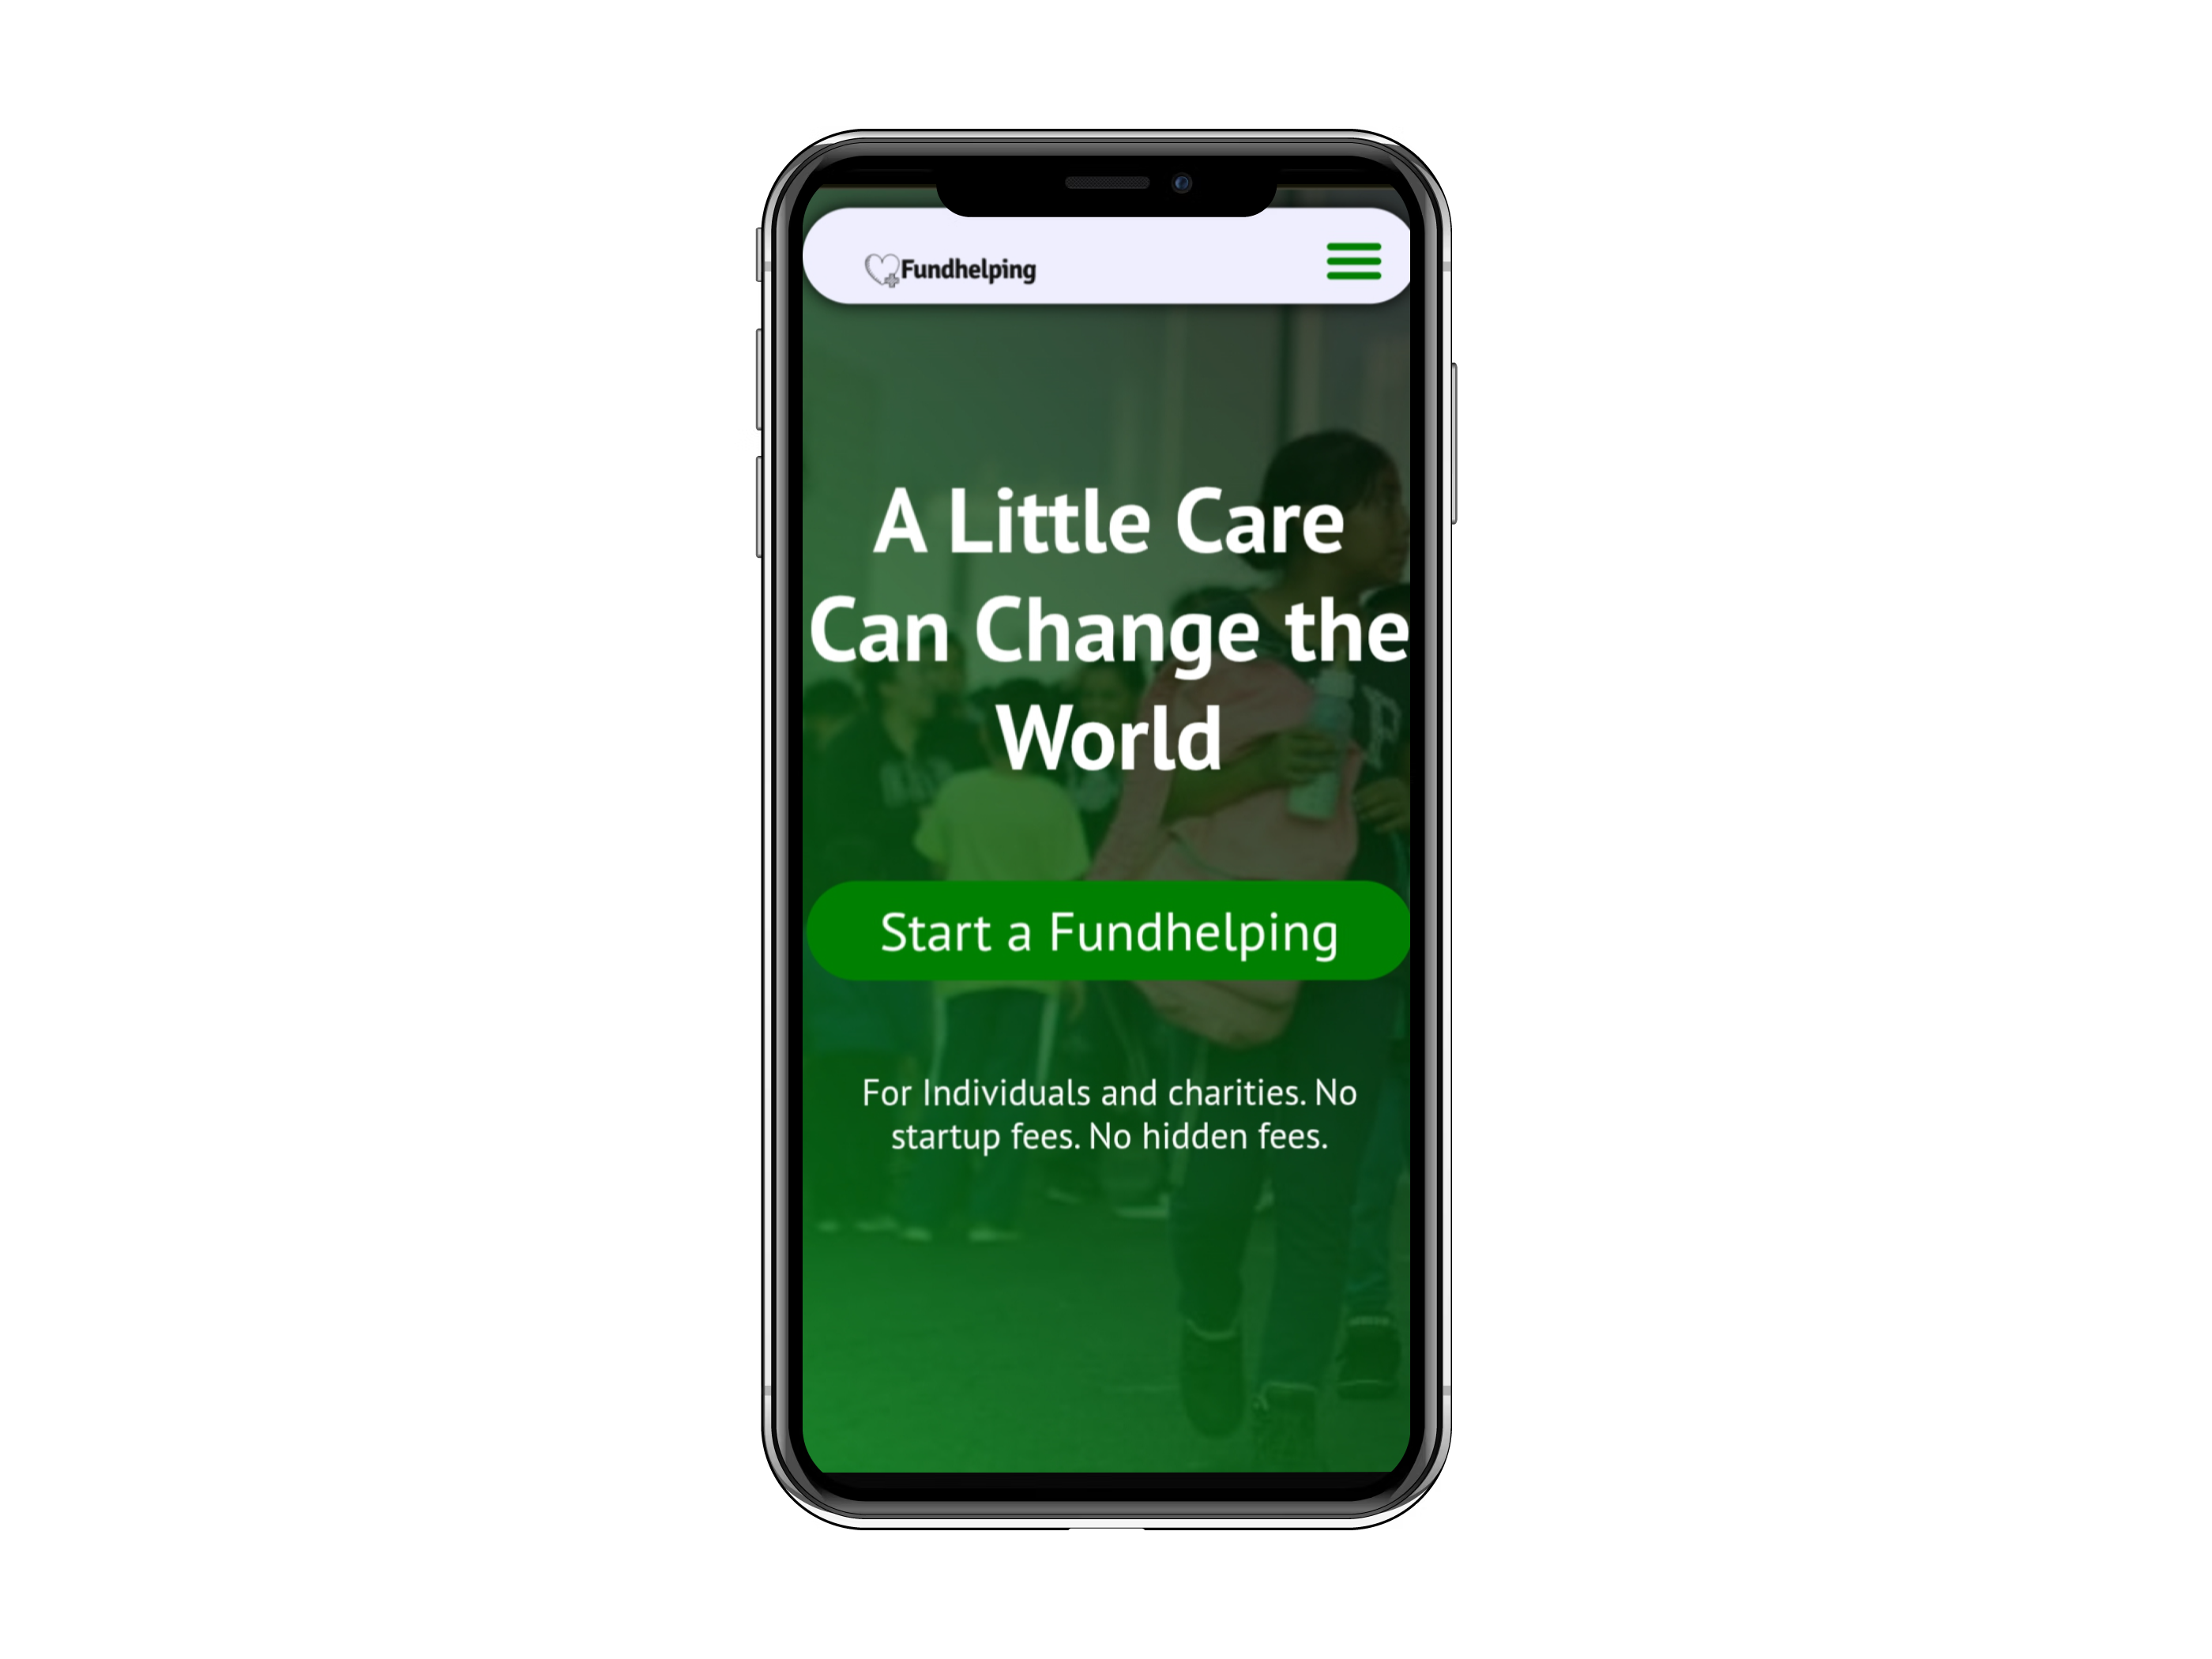 Fundhelping
A Little Care
Can Change the
World
Start a Fundhelping
For Individuals and charities. No
startup fees. No hidden fees.